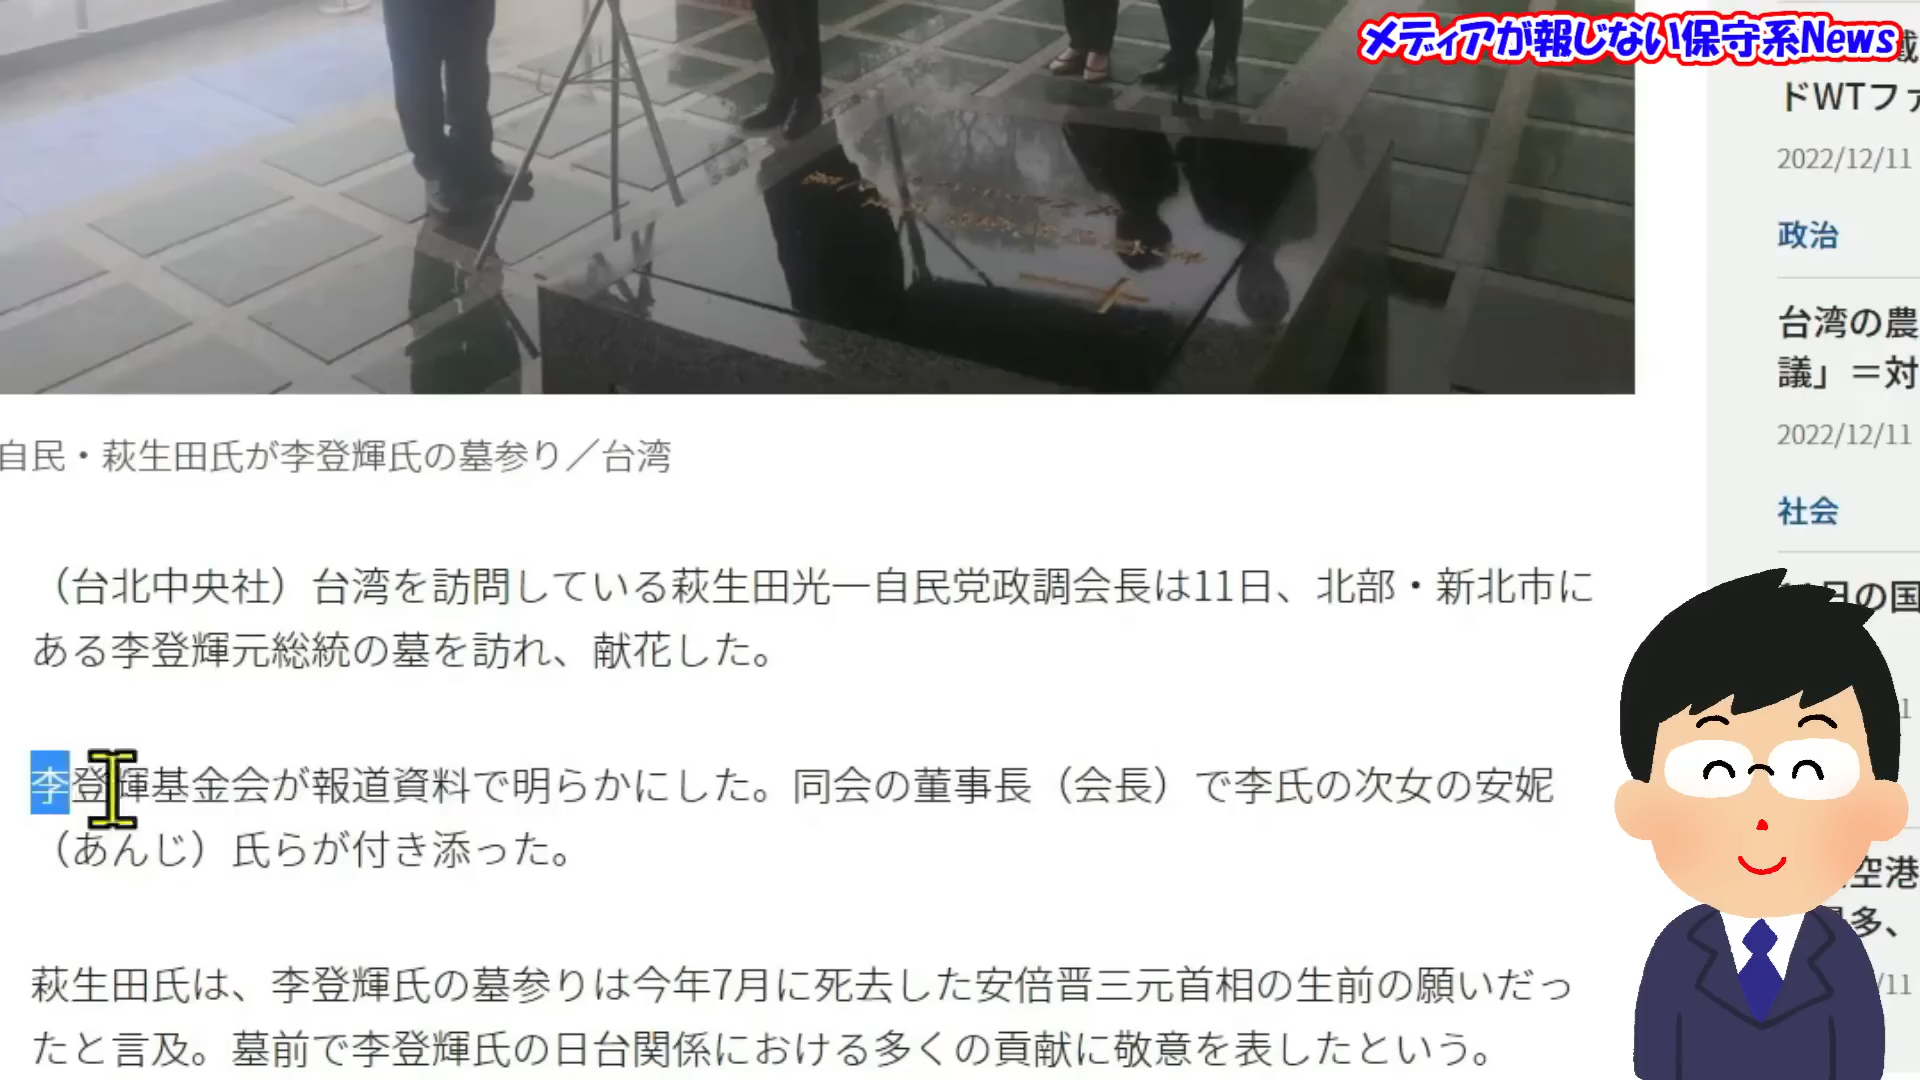 メディアが報じない保守系News
ドWTファ
2022/12/11
政治
台湾の農
議」＝対
2022/12/11
社会
自民・萩生田氏が李登輝氏の墓参り／台湾
（台北中央社）台湾を訪問している萩生田光一自民党政調会長は11日、北部・新北市に
ある李登輝元総統の墓を訪れ、献花した。
日の国
李登輝基金会が報道資料で明らかにした。同会の董事長（会長）で李氏の次女の安妮
（あんじ）氏らが付き添った。
空港
多、
/11
萩生田氏は、李登輝氏の墓参りは今年7月に死去した安倍晋三元首相の生前の願いだっ
たと言及。墓前で李登輝氏の日台関係における多くの貢献に敬意を表したという。